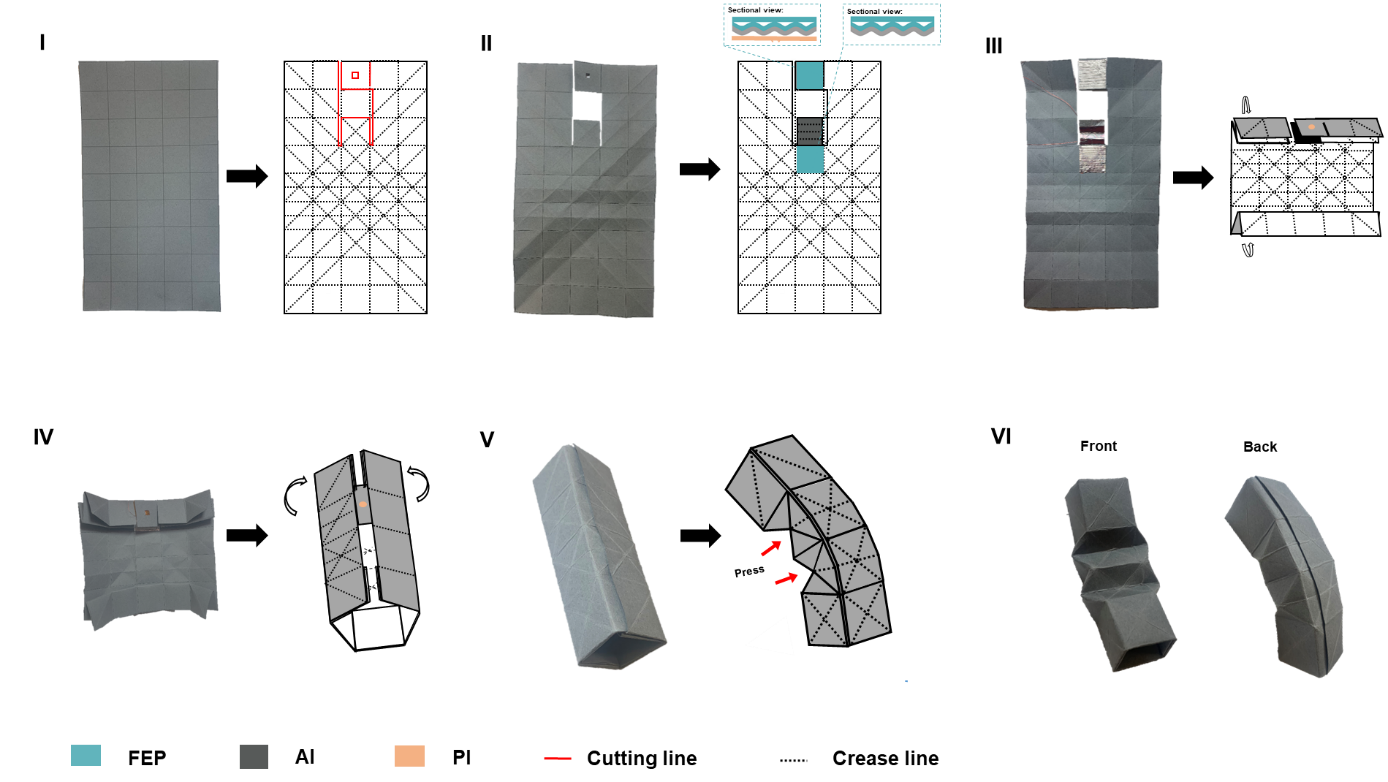 Sectional view:
Sectional view:
I
II
III
IV
V
VI
Front
Back
Press
FEP
Al
PI
Cutting line
Crease line